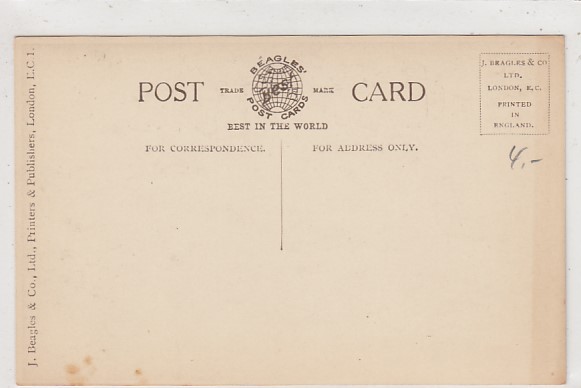 POST TRADE BEAGLES' BEST POST CARDS MARK CARD
BEST IN THE WORLD
FOR CORRESPONDENCE.
FOR ADDRESS ONLY.
J. BEAGLES & CO
LTD.
LONDON, E.C.
PRINTED
IN
ENGLAND.
4,-
J. Beagles & Co., Ltd., Printers & Publishers, London, E.C. 1.